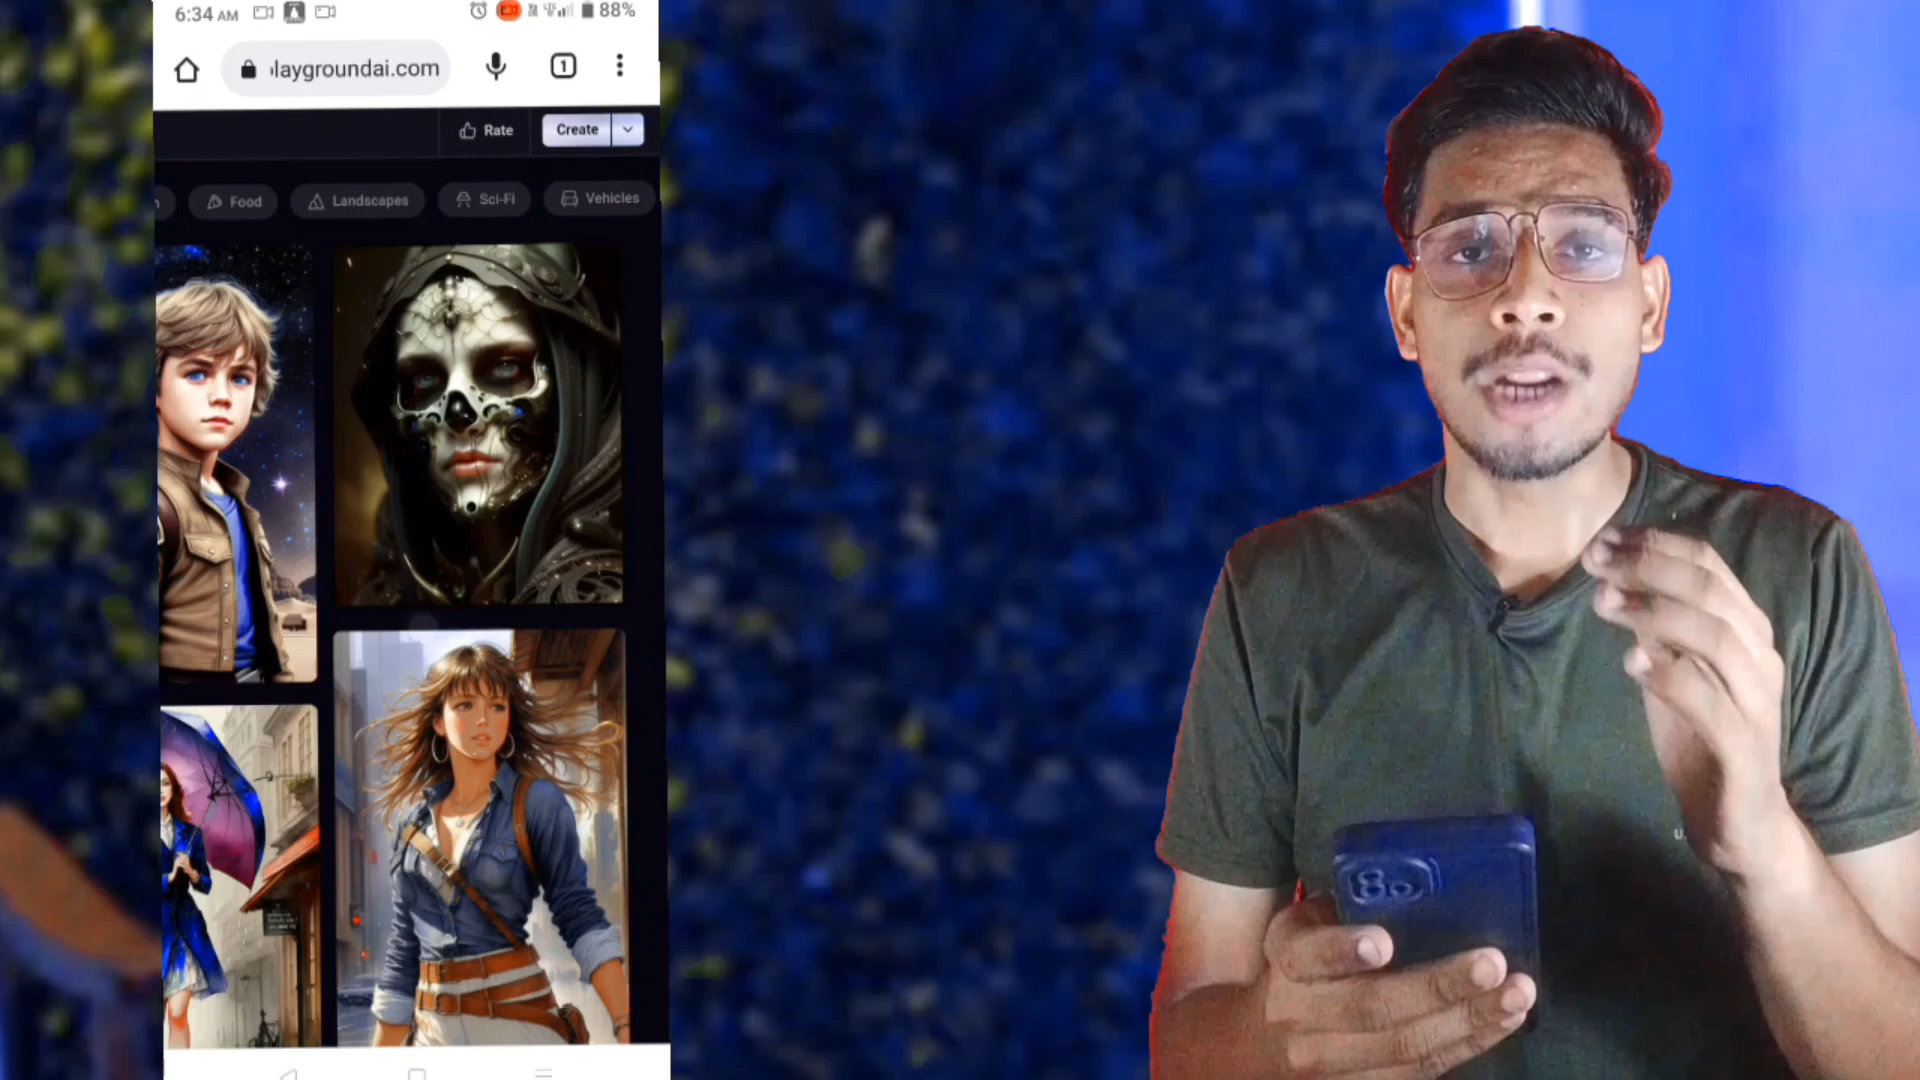 6:34 AM
88%
laygroundai.com
1
Rate
Create
Food
Landscapes
Sci-Fi
Vehicles
U.